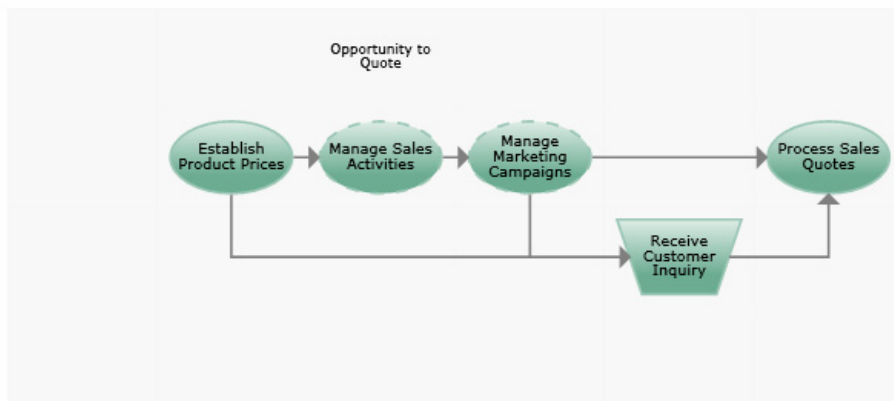 Opportunity to
Quote
Establish
Product Prices
Manage Sales
Activities
Manage
Marketing
Campaigns
Process Sales
Quotes
Receive
Customer
Inquiry